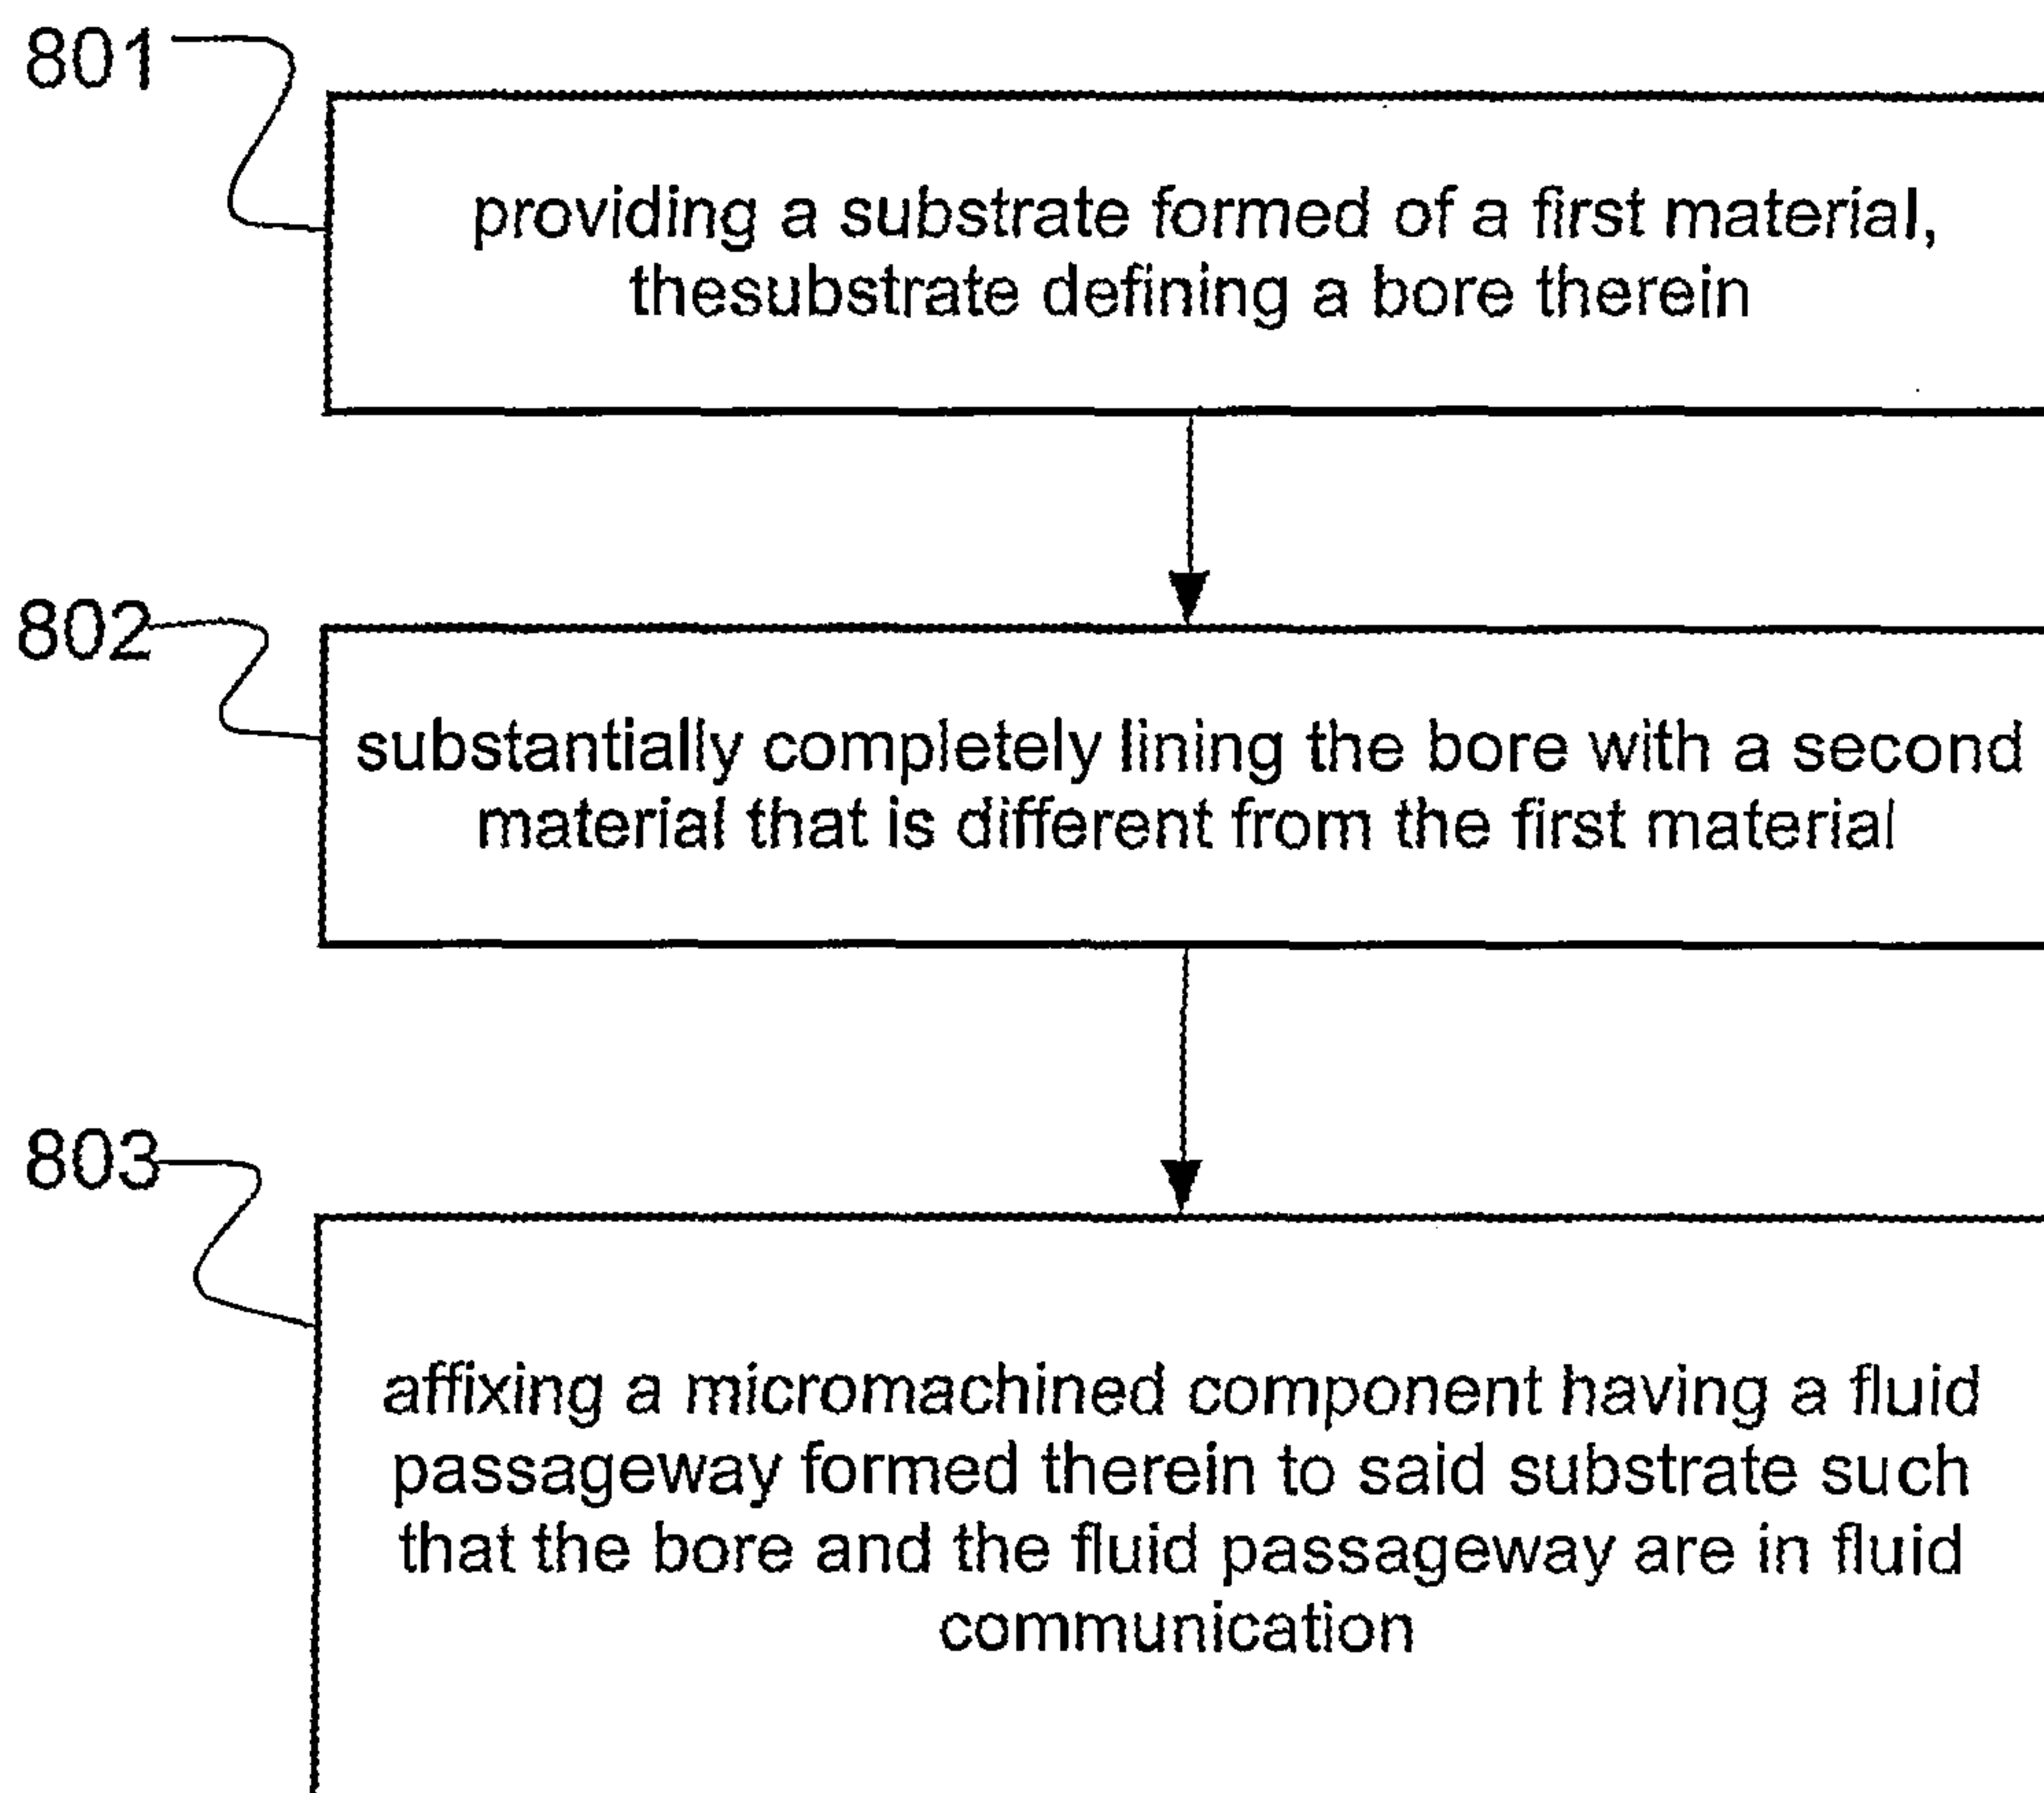 801
providing a substrate formed of a first material,
thesubstrate defining a bore therein
802
substantially completely lining the bore with a second
material that is different from the first material
803
affixing a micromachined component having a fluid
passageway formed therein to said substrate such
that the bore and the fluid passageway are in fluid
communication